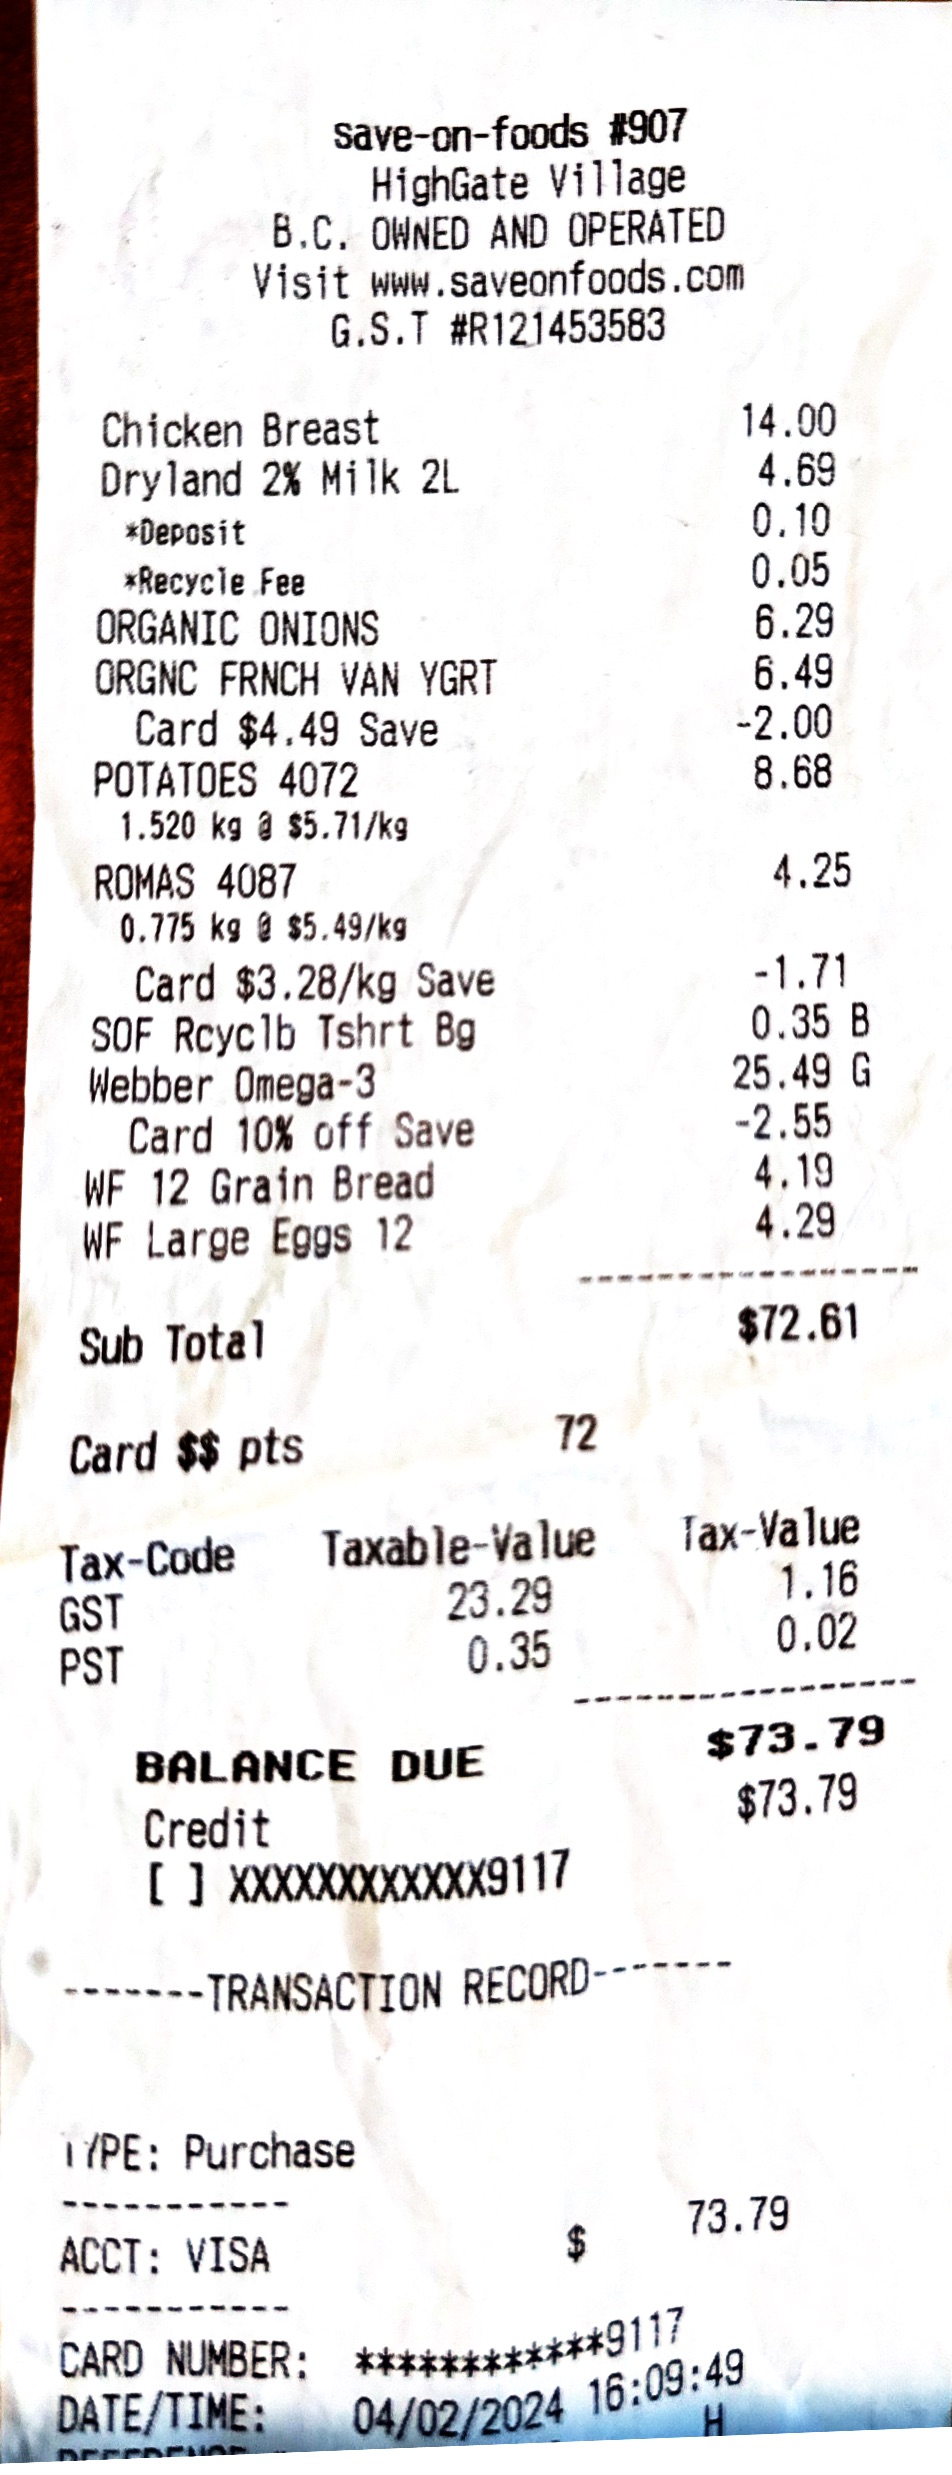 save-on-foods #907
HighGate Village
B.C. OWNED AND OPERATED
Visit www.saveonfoods.com
G.S.T #R121453583
Chicken Breast 14.00
Dryland 2% Milk 2L 4.69
*Deposit 0.10
*Recycle Fee 0.05
ORGANIC ONIONS 6.29
ORGNC FRNCH VAN YGRT 6.49
Card $4.49 Save -2.00
POTATOES 4072 8.68
1.520 kg @ $5.71/kg
ROMAS 4087 4.25
0.775 kg @ $5.49/kg
Card $3.28/kg Save -1.71
SOF Rcyclb Tshrt Bg 0.35 B
Webber Omega-3 25.49 G
Card 10% off Save -2.55
WF 12 Grain Bread 4.19
WF Large Eggs 12 4.29
-----------------
Sub Total $72.61
Card $$ pts 72
Tax-Code Taxable-Value Tax-Value
GST 23.29 1.16
PST 0.35 0.02
-----------------
BALANCE DUE $73.79
Credit $73.79
[ ] XXXXXXXXXXXX9117
-------TRANSACTION RECORD-------
TYPE: Purchase
-----------
ACCT: VISA $ 73.79
-----------
CARD NUMBER: ************9117
DATE/TIME: 04/02/2024 16:09:49
H